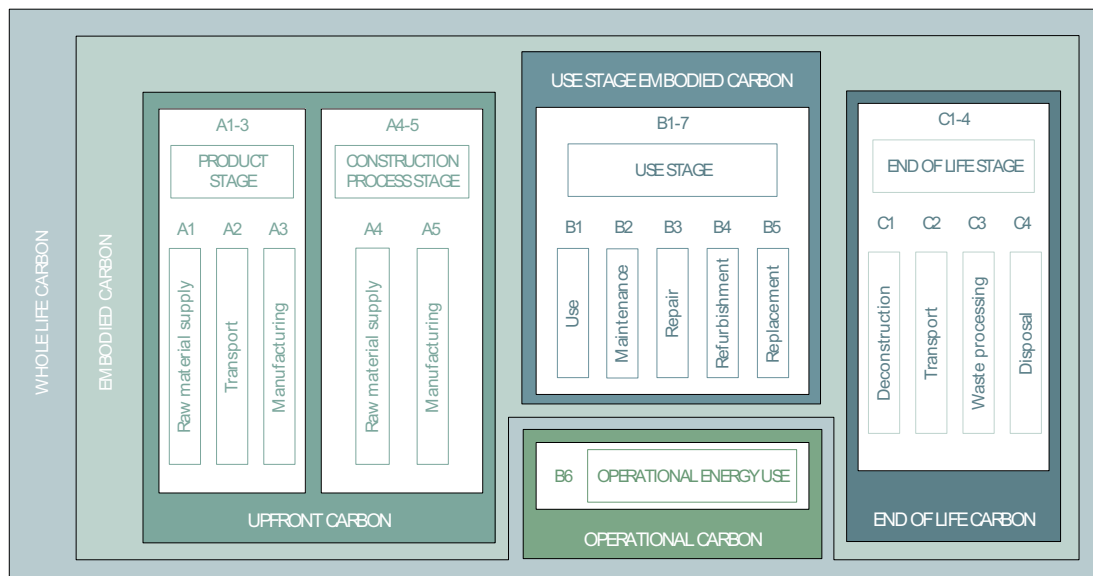 WHOLE LIFE CARBON
EMBODIED CARBON
A1-3
PRODUCT
STAGE
A1
A2
A3
Raw material supply
Transport
Manufacturing
A4-5
CONSTRUCTION
PROCESS STAGE
A4
A5
Raw material supply
Manufacturing
UPFRONT CARBON
USE STAGE EMBODIED CARBON
B1-7
USE STAGE
B1
B2
B3
B4
B5
Use
Maintenance
Repair
Refurbishment
Replacement
B6
OPERATIONAL ENERGY USE
OPERATIONAL CARBON
C1-4
END OF LIFE STAGE
C1
C2
C3
C4
Deconstruction
Transport
Waste processing
Disposal
END OF LIFE CARBON